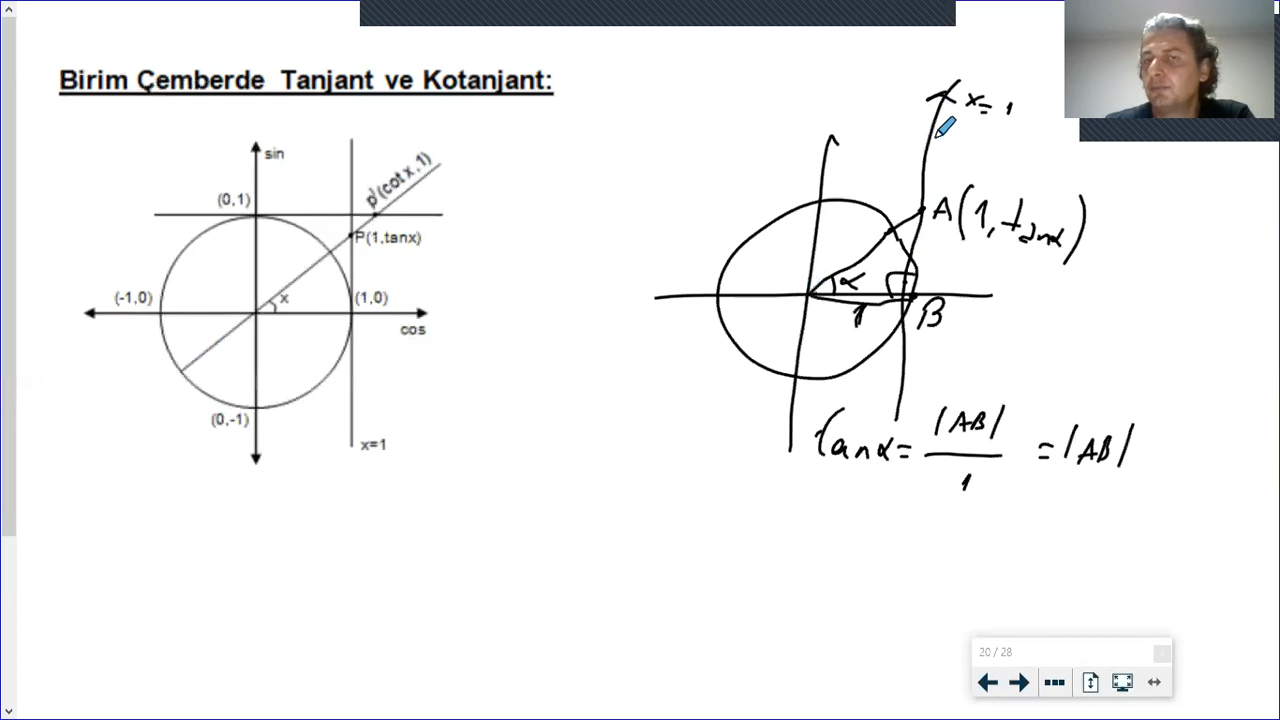 Birim Çemberde Tanjant ve Kotanjant:
sin
(0,1)
p'(cot x, 1)
P(1,tanx)
(-1,0)
x
(1,0)
cos
(0,-1)
x=1
x=1
A(1, tanα)
α
1
B
tanα = |AB| / 1 = |AB|
20 / 28